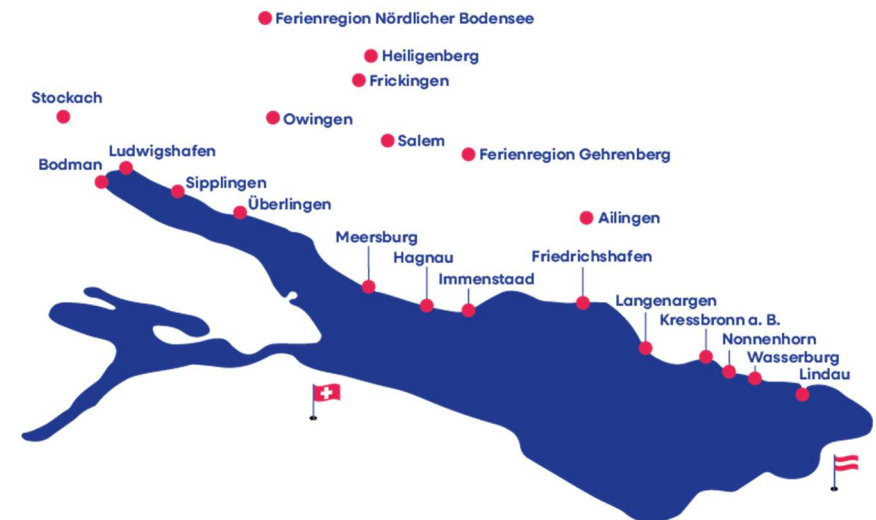 Ferienregion Nördlicher Bodensee
Heiligenberg
Frickingen
Stockach
Owingen
Salem
Ludwigshafen
Ferienregion Gehrenberg
Bodman
Sipplingen
Überlingen
Ailingen
Meersburg
Hagnau
Friedrichshafen
Immenstaad
Langenargen
Kressbronn a. B.
Nonnenhorn
Wasserburg
Lindau